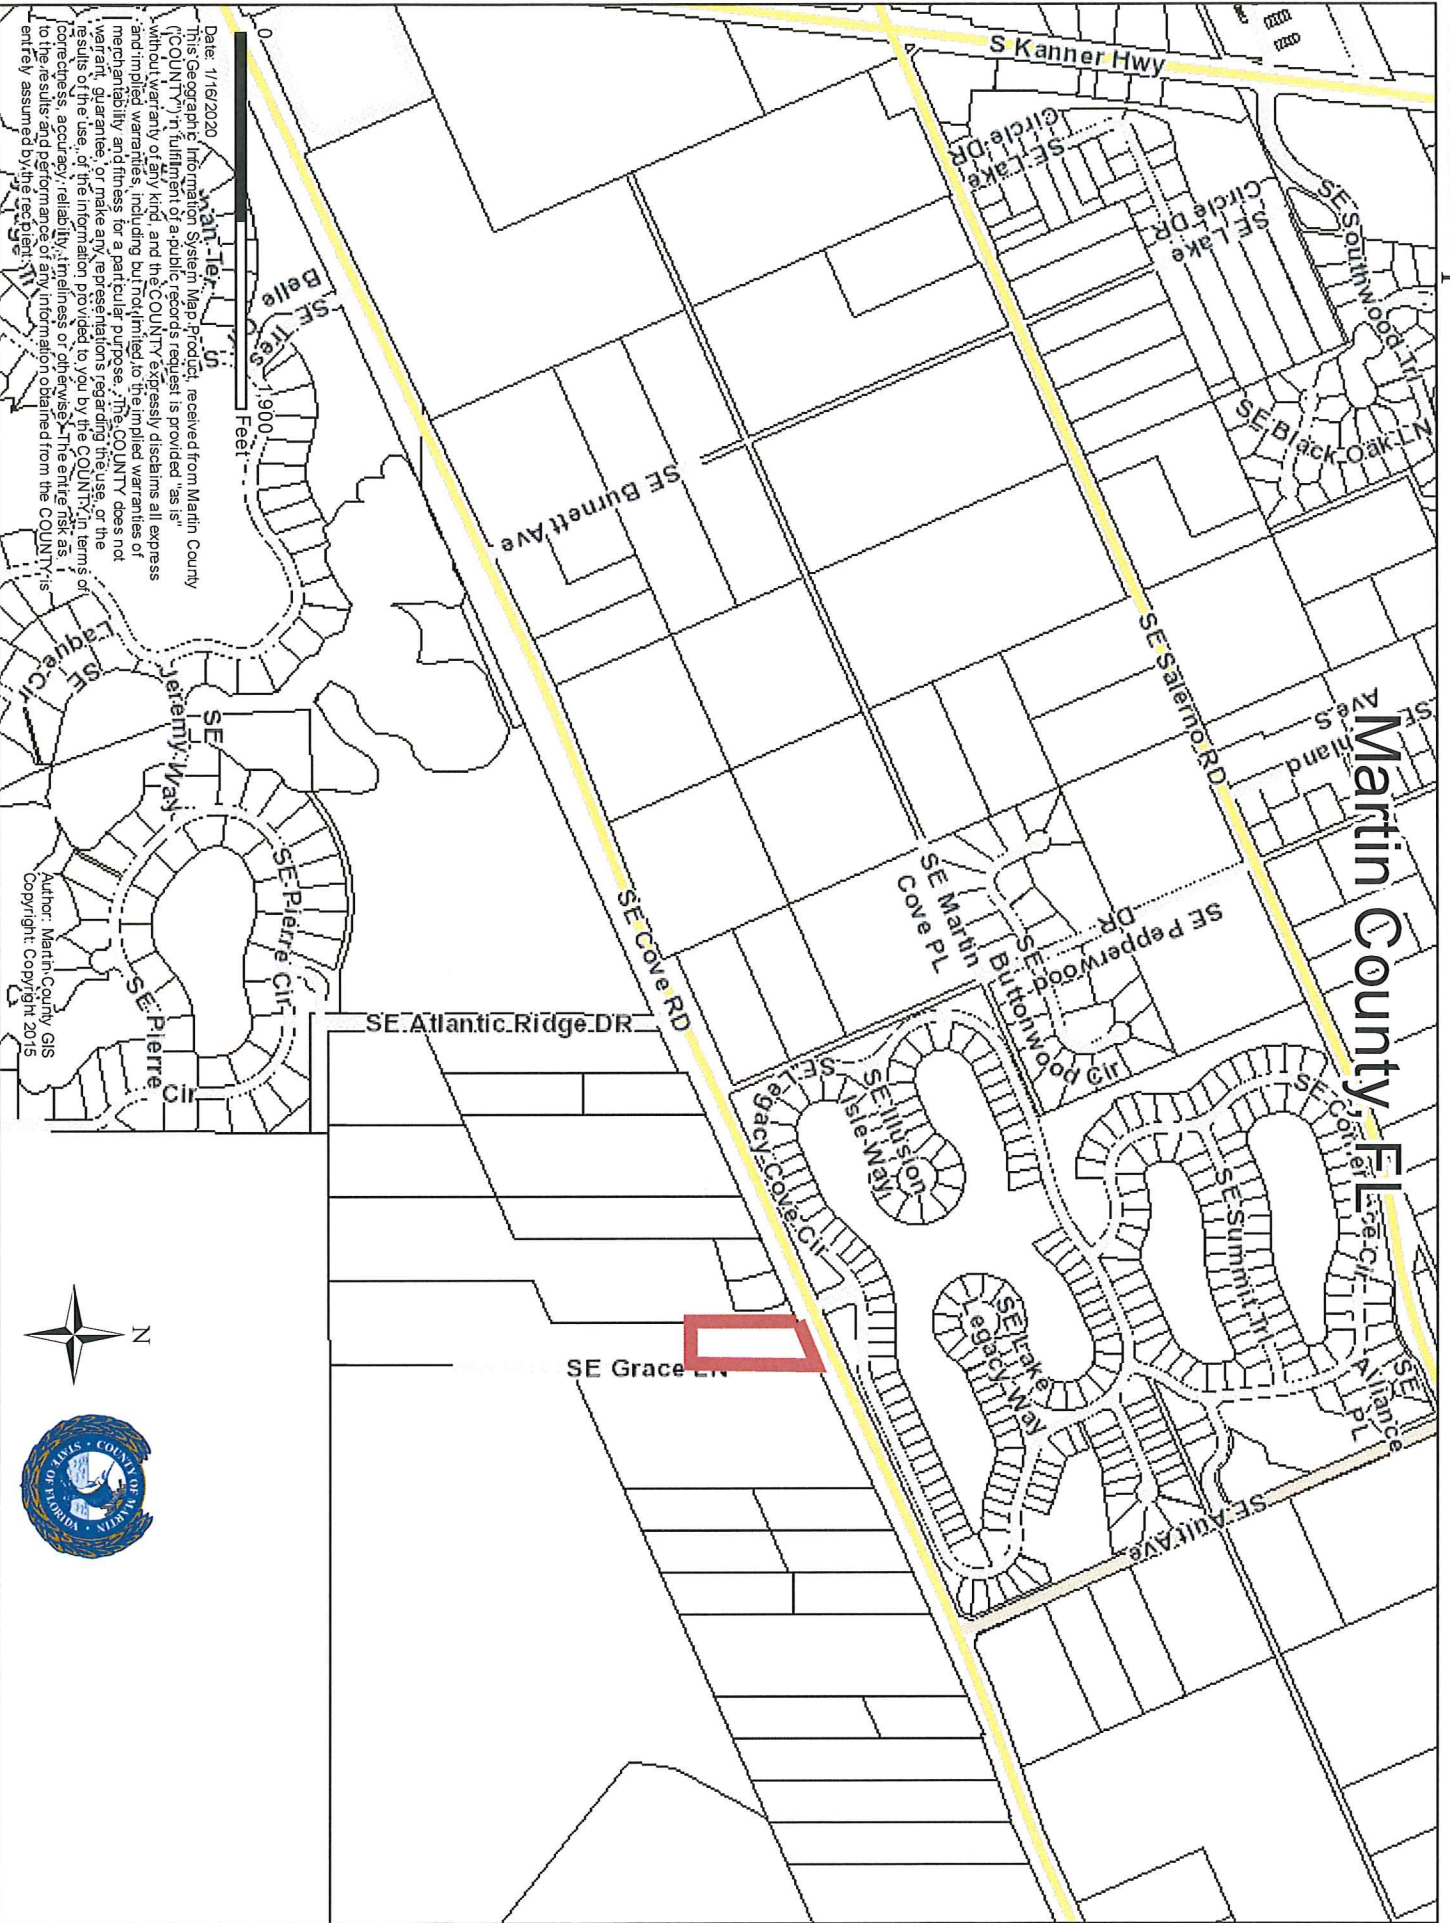 Martin County, FL
S Kanner Hwy
SE Lake
Circle DR
SE Lake
Circle DR
SE Southwood Trl
SE Black Oak LN
SE Salerno RD
SE
Ave S
SE Burnett Ave
SE Martin
Cove PL
SE
Buttonwood Cir
SE Pepperwood
DR
SE Cove RD
SE Atlantic Ridge DR
SE Legacy Cove Cir
SE Illusion
Isle Way
SE Lake
Legacy Way
SE Summit Trl
SE
Alliance
PL
SE Ault Ave
SE Grace LN
SE Tres
Belle
SE
Jeremy Way
SE
Laque Cir
SE Pierre Cir
SE Pierre
Cir
0
1,900
Feet
Date: 1/16/2020
This Geographic Information System Map Product, received from Martin County
("COUNTY") in fulfillment of a public records request is provided "as is"
without warranty of any kind, and the COUNTY expressly disclaims all express
and implied warranties, including but not limited to the implied warranties of
merchantability and fitness for a particular purpose. The COUNTY does not
warrant, guarantee, or make any representations regarding the use, or the
results of the use, of the information provided to you by the COUNTY in terms of
correctness, accuracy, reliability, timeliness or otherwise. The entire risk as
to the results and performance of any information obtained from the COUNTY is
entirely assumed by the recipient.
Author: Martin County GIS
Copyright: Copyright 2015
N
COUNTY OF MARTIN
STATE OF FLORIDA